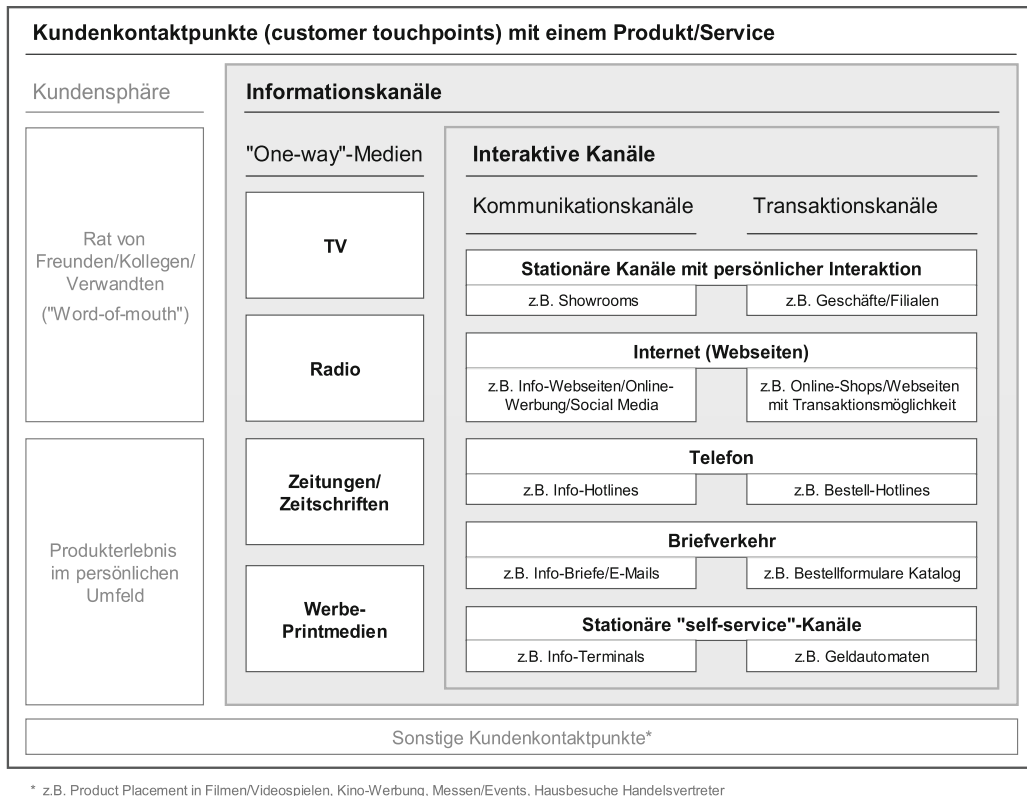 Kundenkontaktpunkte (customer touchpoints) mit einem Produkt/Service
Kundensphäre
Rat von
Freunden/Kollegen/
Verwandten
("Word-of-mouth")
Produkterlebnis
im persönlichen
Umfeld
Informationskanäle
"One-way"-Medien
TV
Radio
Zeitungen/
Zeitschriften
Werbe-
Printmedien
Interaktive Kanäle
Kommunikationskanäle
Transaktionskanäle
Stationäre Kanäle mit persönlicher Interaktion
z.B. Showrooms
z.B. Geschäfte/Filialen
Internet (Webseiten)
z.B. Info-Webseiten/Online-
Werbung/Social Media
z.B. Online-Shops/Webseiten
mit Transaktionsmöglichkeit
Telefon
z.B. Info-Hotlines
z.B. Bestell-Hotlines
Briefverkehr
z.B. Info-Briefe/E-Mails
z.B. Bestellformulare Katalog
Stationäre "self-service"-Kanäle
z.B. Info-Terminals
z.B. Geldautomaten
Sonstige Kundenkontaktpunkte*
* z.B. Product Placement in Filmen/Videospielen, Kino-Werbung, Messen/Events, Hausbesuche Handelsvertreter